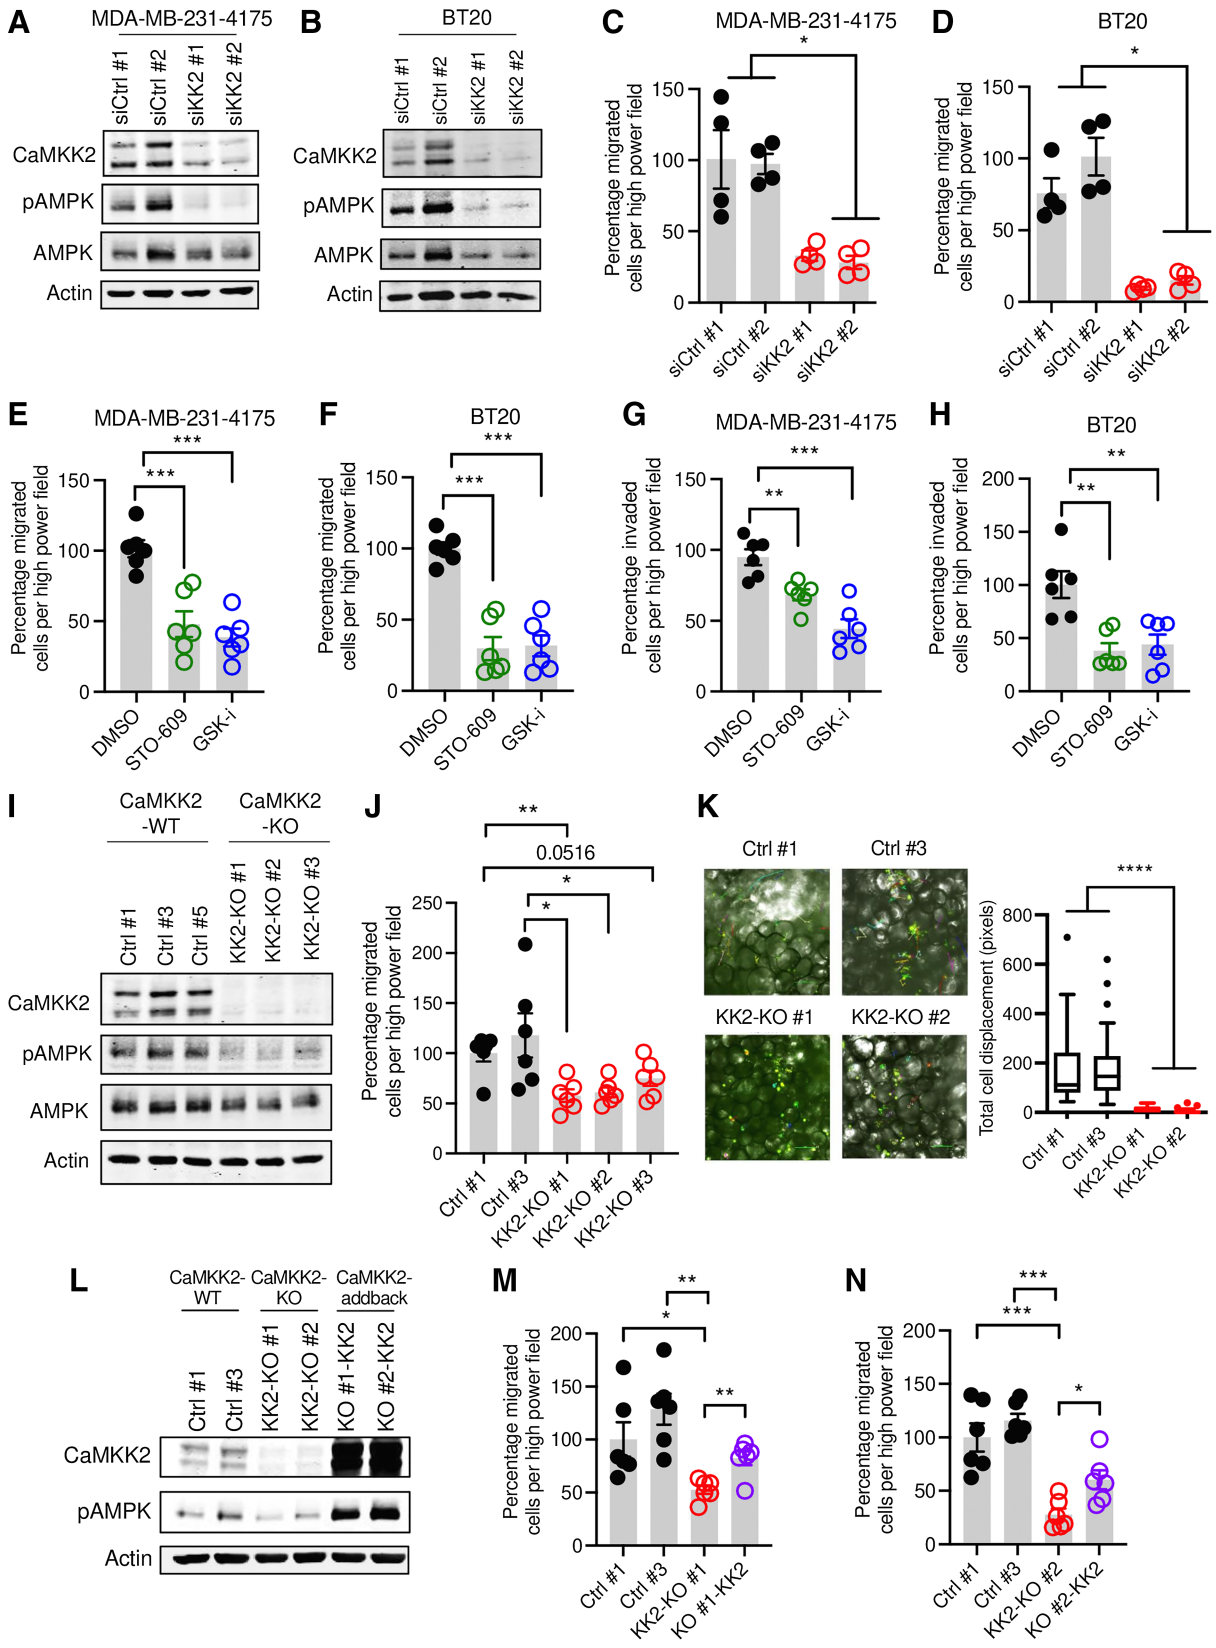 A
MDA-MB-231-4175
siCtrl #1
siCtrl #2
siKK2 #1
siKK2 #2
CaMKK2
pAMPK
AMPK
Actin
B
BT20
siCtrl #1
siCtrl #2
siKK2 #1
siKK2 #2
CaMKK2
pAMPK
AMPK
Actin
C
MDA-MB-231-4175
*
Percentage migrated
cells per high power field
150
100
50
0
siCtrl #1
siCtrl #2
siKK2 #1
siKK2 #2
D
BT20
*
Percentage migrated
cells per high power field
150
100
50
0
siCtrl #1
siCtrl #2
siKK2 #1
siKK2 #2
E
MDA-MB-231-4175
***
***
Percentage migrated
cells per high power field
150
100
50
0
DMSO
STO-609
GSK-i
F
BT20
***
***
Percentage migrated
cells per high power field
150
100
50
0
DMSO
STO-609
GSK-i
G
MDA-MB-231-4175
***
**
Percentage invaded
cells per high power field
150
100
50
0
DMSO
STO-609
GSK-i
H
BT20
**
**
Percentage invaded
cells per high power field
200
150
100
50
0
DMSO
STO-609
GSK-i
I
CaMKK2
-WT
CaMKK2
-KO
Ctrl #1
Ctrl #3
Ctrl #5
KK2-KO #1
KK2-KO #2
KK2-KO #3
CaMKK2
pAMPK
AMPK
Actin
J
**
0.0516
*
*
Percentage migrated
cells per high power field
250
200
150
100
50
0
Ctrl #1
Ctrl #3
KK2-KO #1
KK2-KO #2
KK2-KO #3
K
Ctrl #1
Ctrl #3
KK2-KO #1
KK2-KO #2
****
Total cell displacement (pixels)
800
600
400
200
0
Ctrl #1
Ctrl #3
KK2-KO #1
KK2-KO #2
L
CaMKK2-
WT
CaMKK2-
KO
CaMKK2-
addback
Ctrl #1
Ctrl #3
KK2-KO #1
KK2-KO #2
KO #1-KK2
KO #2-KK2
CaMKK2
pAMPK
Actin
M
**
*
**
Percentage migrated
cells per high power field
200
150
100
50
0
Ctrl #1
Ctrl #3
KK2-KO #1
KO #1-KK2
N
***
***
*
Percentage migrated
cells per high power field
200
150
100
50
0
Ctrl #1
Ctrl #3
KK2-KO #2
KO #2-KK2